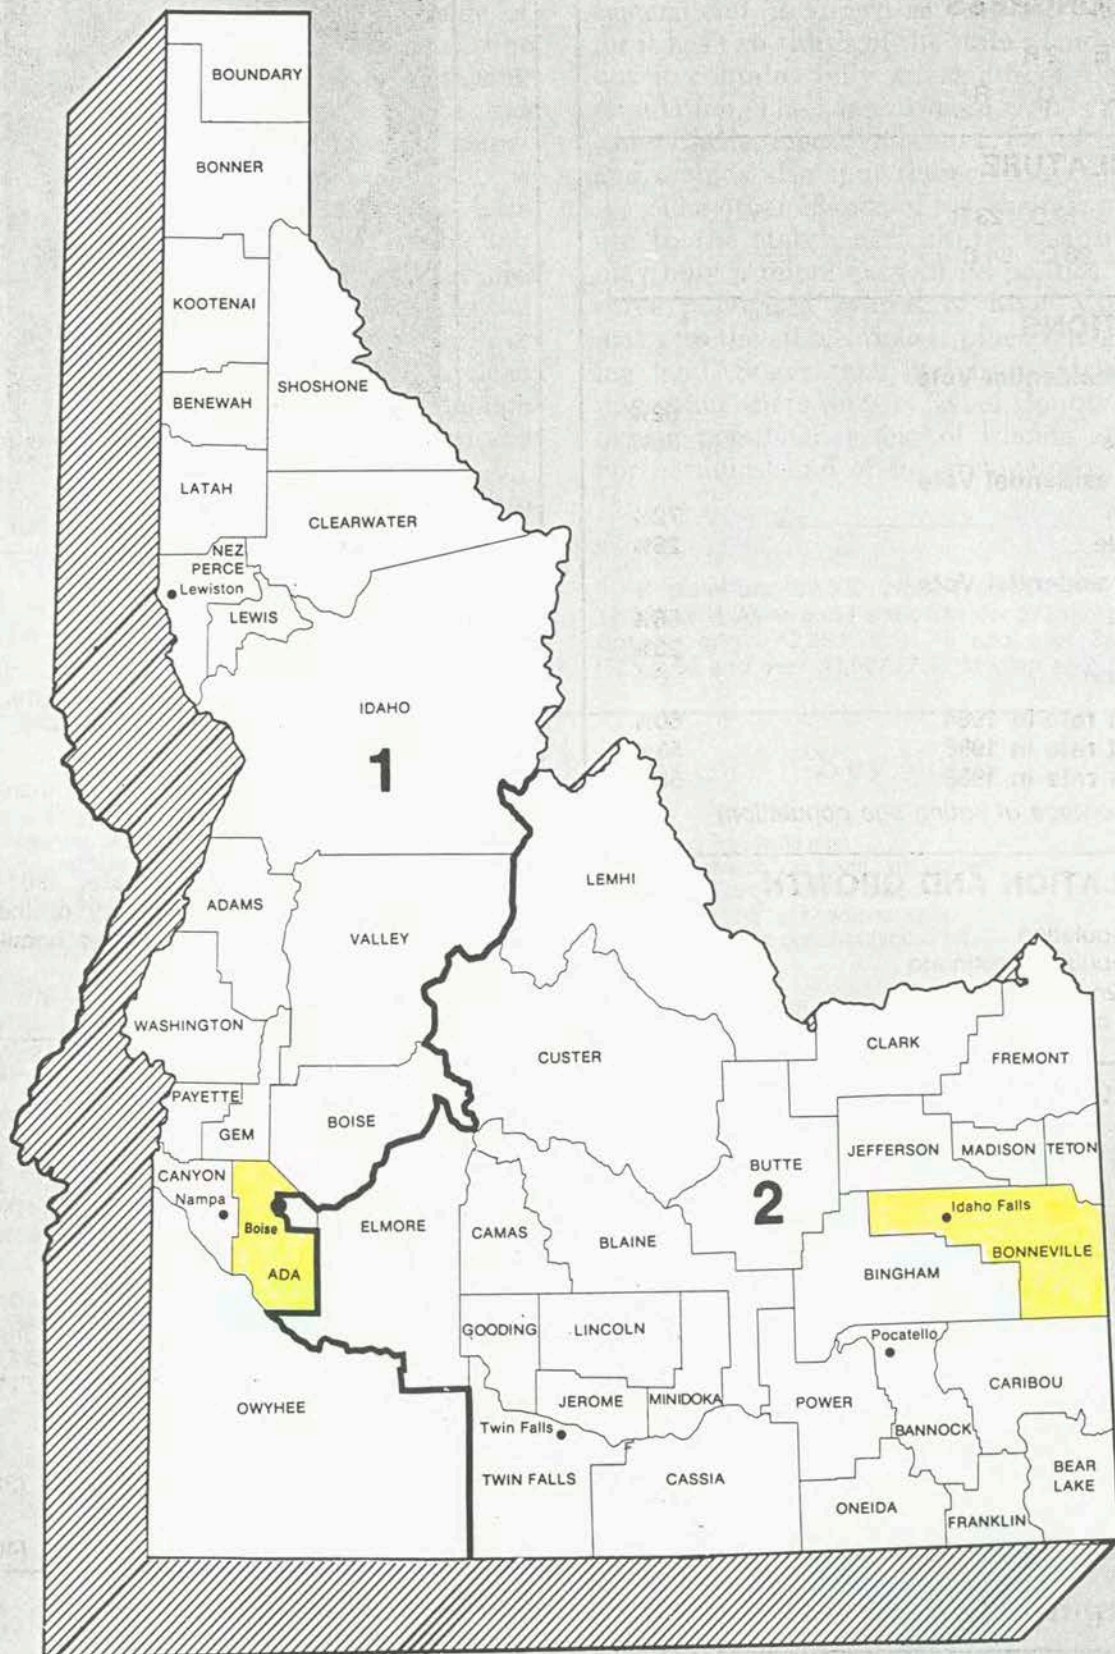 BOUNDARY
BONNER
KOOTENAI
SHOSHONE
BENEWAH
LATAH
CLEARWATER
NEZ
PERCE
Lewiston
LEWIS
IDAHO
1
LEMHI
ADAMS
VALLEY
WASHINGTON
CUSTER
CLARK
FREMONT
PAYETTE
GEM
BOISE
BUTTE
JEFFERSON
MADISON
TETON
CANYON
Nampa
Boise
ADA
ELMORE
CAMAS
BLAINE
2
Idaho Falls
BONNEVILLE
BINGHAM
GOODING
LINCOLN
Pocatello
CARIBOU
OWYHEE
JEROME
MINIDOKA
POWER
BANNOCK
Twin Falls
TWIN FALLS
CASSIA
ONEIDA
FRANKLIN
BEAR
LAKE